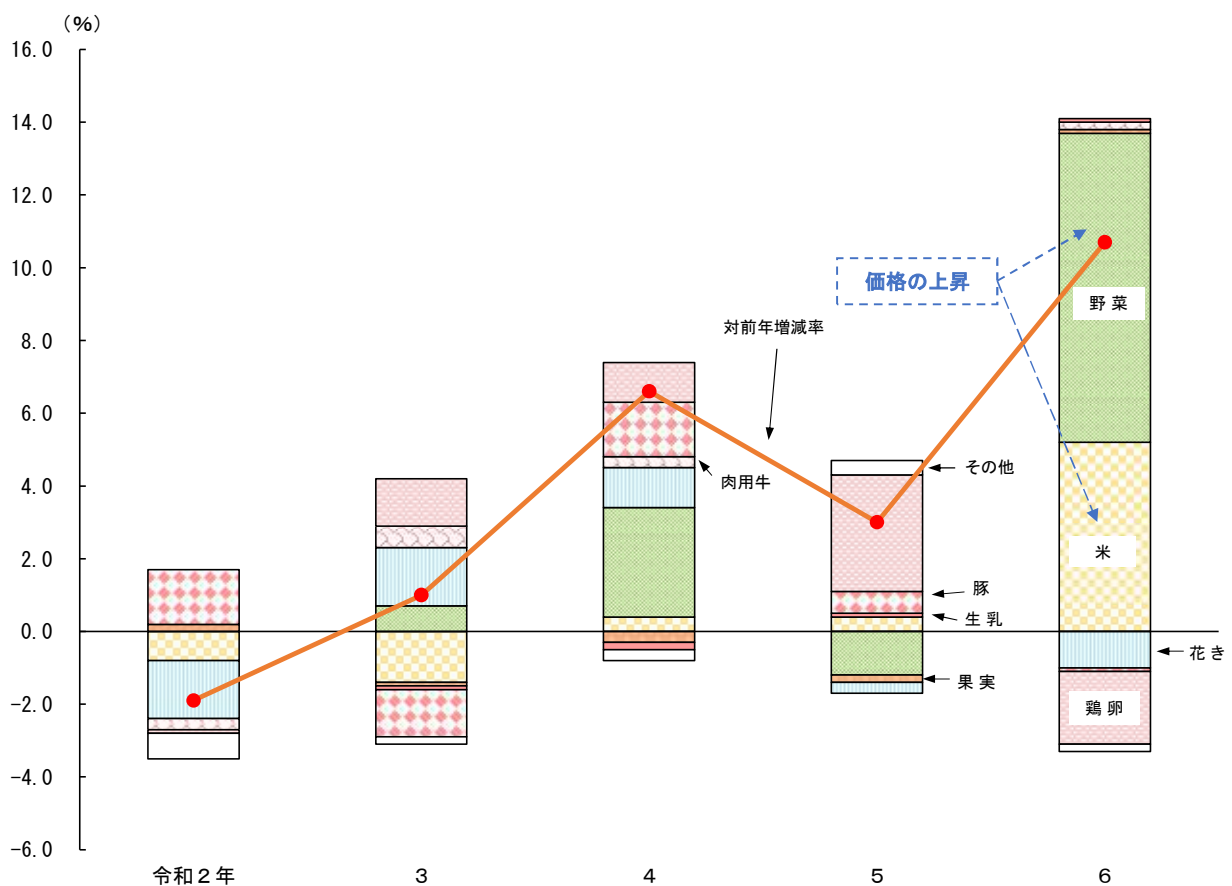 (%)
16.0
14.0
12.0
10.0
8.0
6.0
4.0
2.0
0.0
-2.0
-4.0
-6.0
価格の上昇
野 菜
対前年増減率
肉用牛
その他
米
豚
生 乳
花 き
果 実
鶏 卵
令和２年
３
４
５
６